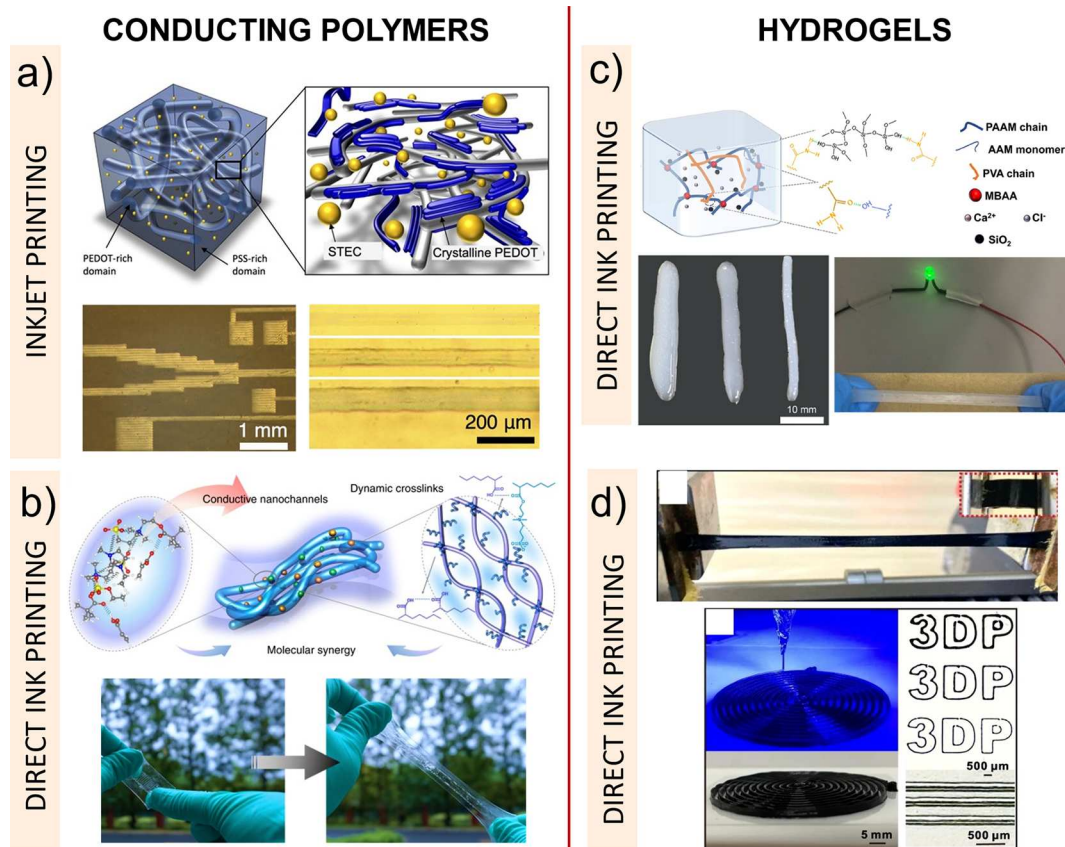 CONDUCTING POLYMERS
HYDROGELS
INKJET PRINTING
a)
STEC
Crystalline PEDOT
PEDOT-rich
domain
PSS-rich
domain
1 mm
200 µm
DIRECT INK PRINTING
b)
Conductive nanochannels
Dynamic crosslinks
Molecular synergy
DIRECT INK PRINTING
c)
PAAM chain
AAM monomer
PVA chain
MBAA
Ca²⁺
Cl⁻
SiO₂
10 mm
DIRECT INK PRINTING
d)
3DP
3DP
3DP
500 µm
5 mm
500 µm